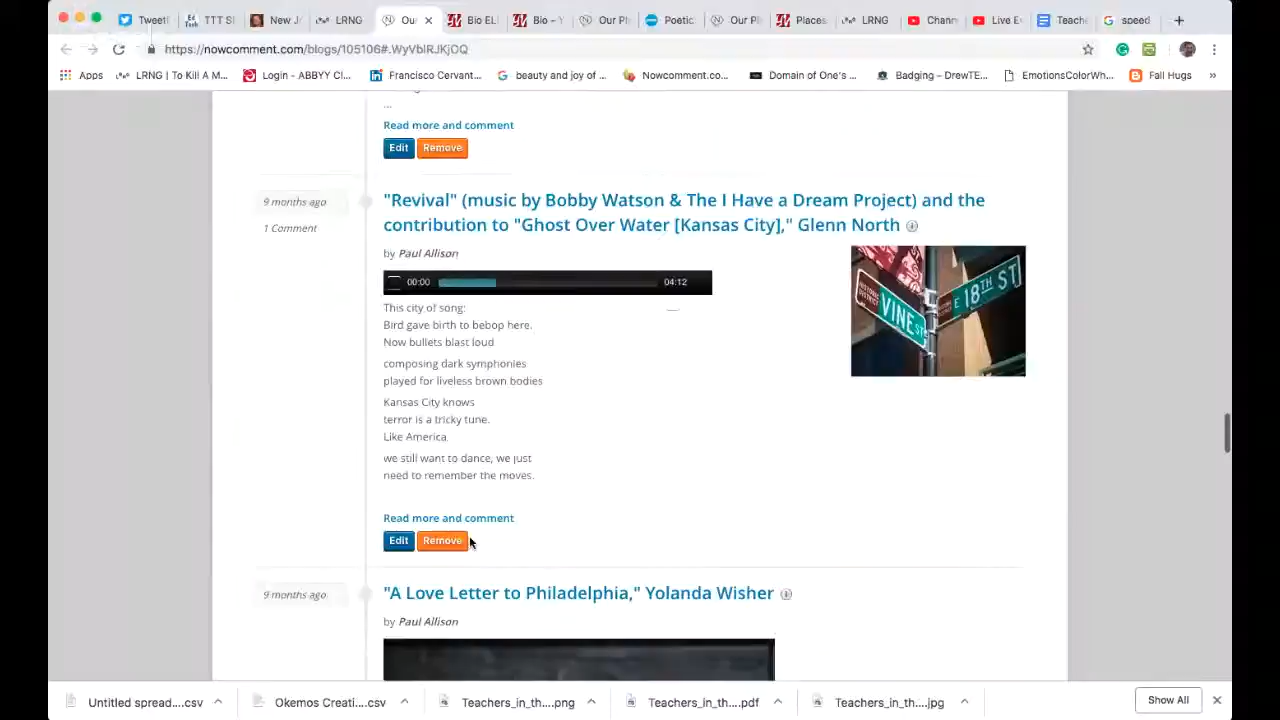 Tweet
TTT S
New J
LRNG
Ou
Bio EL
Bio – Y
Our Ph
Poetic
Our Pl
Places
LRNG
Chann
Live E
Teache
speed
https://nowcomment.com/blogs/105106#.WyVblRJKjOQ
Apps
LRNG | To Kill A M...
Login - ABBYY Cl...
Francisco Cervant...
beauty and joy of ...
Nowcomment.co...
Domain of One's ...
Badging – DrewTE...
EmotionsColorWh...
Fall Hugs
»
...
Read more and comment
Edit Remove
9 months ago
1 Comment
"Revival" (music by Bobby Watson & The I Have a Dream Project) and the
contribution to "Ghost Over Water [Kansas City]," Glenn North
by Paul Allison
00:00 04:12
VINE ST
E 18TH ST
This city of song:
Bird gave birth to bebop here.
Now bullets blast loud
composing dark symphonies
played for liveless brown bodies
Kansas City knows
terror is a tricky tune.
Like America,
we still want to dance, we just
need to remember the moves.
Read more and comment
Edit Remove
9 months ago
"A Love Letter to Philadelphia," Yolanda Wisher
by Paul Allison
Untitled spread....csv
Okemos Creati....csv
Teachers_in_th....png
Teachers_in_th....pdf
Teachers_in_th....jpg
Show All